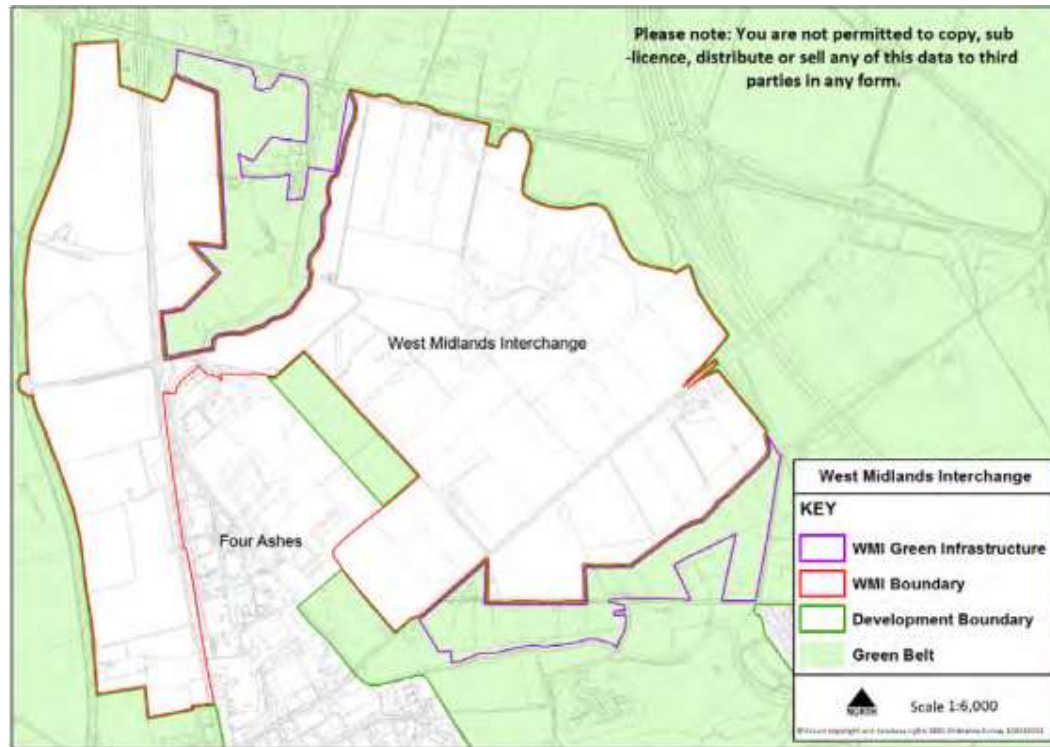 Please note: You are not permitted to copy, sub
-licence, distribute or sell any of this data to third
parties in any form.
West Midlands Interchange
Four Ashes
West Midlands Interchange
KEY
WMI Green Infrastructure
WMI Boundary
Development Boundary
Green Belt
NORTH
Scale 1:6,000